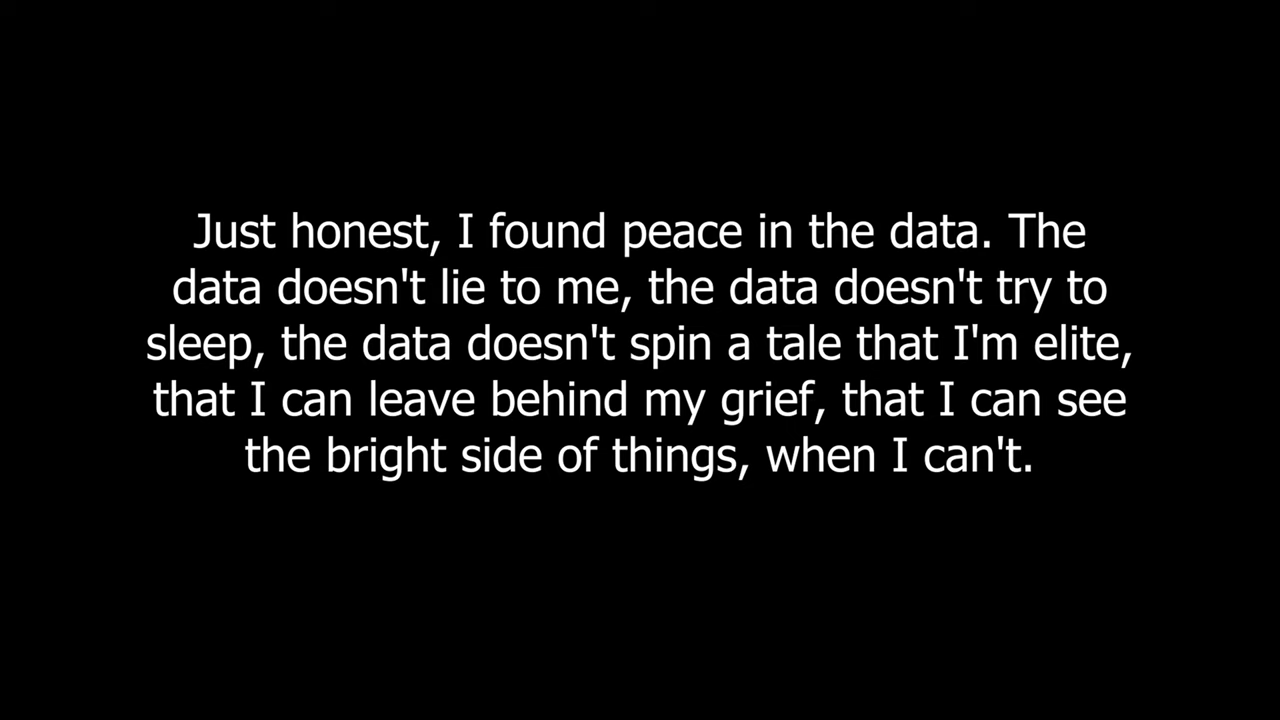 Just honest, I found peace in the data. The
data doesn't lie to me, the data doesn't try to
sleep, the data doesn't spin a tale that I'm elite,
that I can leave behind my grief, that I can see
the bright side of things, when I can't.